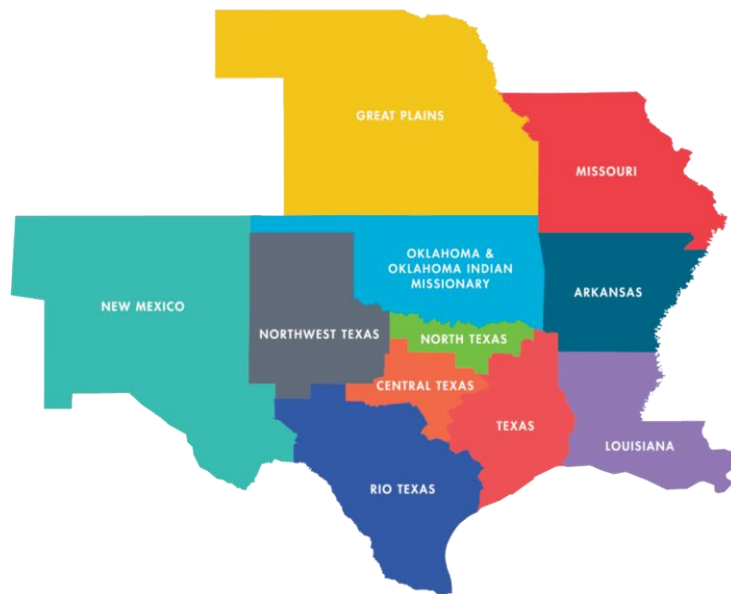 GREAT PLAINS
MISSOURI
OKLAHOMA &
OKLAHOMA INDIAN
MISSIONARY
ARKANSAS
NEW MEXICO
NORTHWEST TEXAS
NORTH TEXAS
CENTRAL TEXAS
TEXAS
LOUISIANA
RIO TEXAS